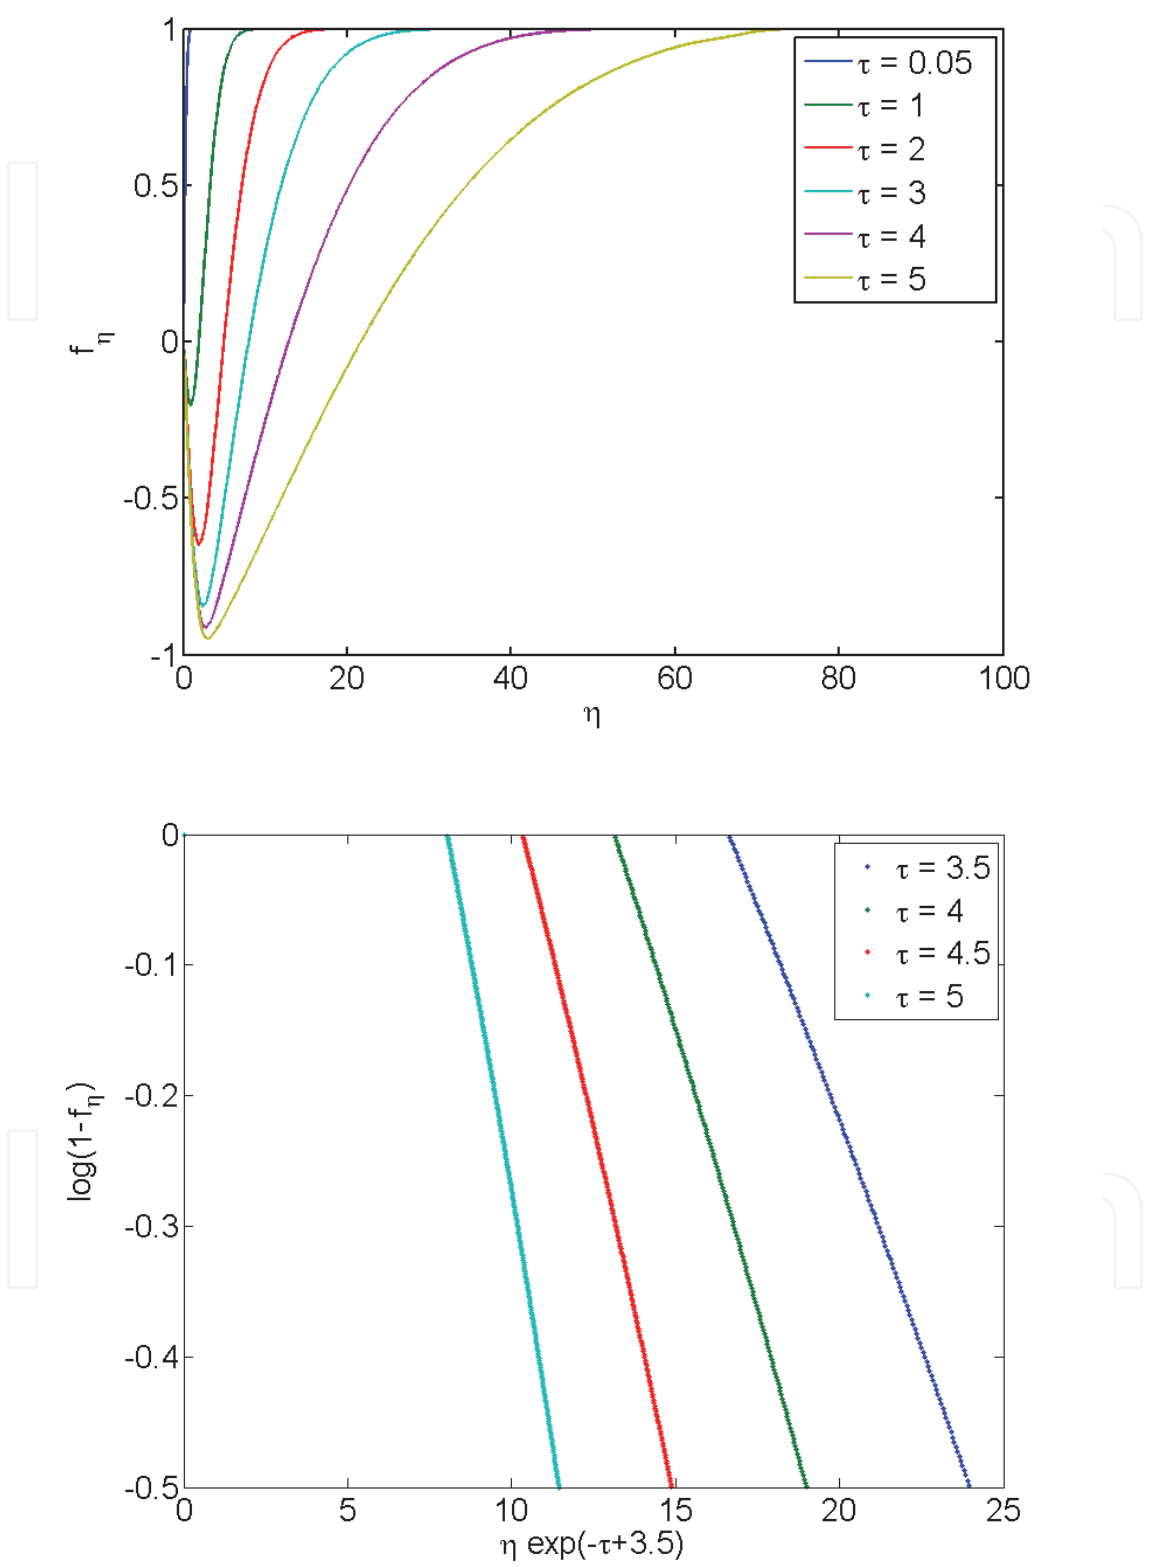 1
0.5
0
-0.5
-1
f_η
0 20 40 60 80 100
η
τ = 0.05
τ = 1
τ = 2
τ = 3
τ = 4
τ = 5
0
-0.1
-0.2
-0.3
-0.4
-0.5
log(1-f_η)
0 5 10 15 20 25
η exp(-τ+3.5)
τ = 3.5
τ = 4
τ = 4.5
τ = 5